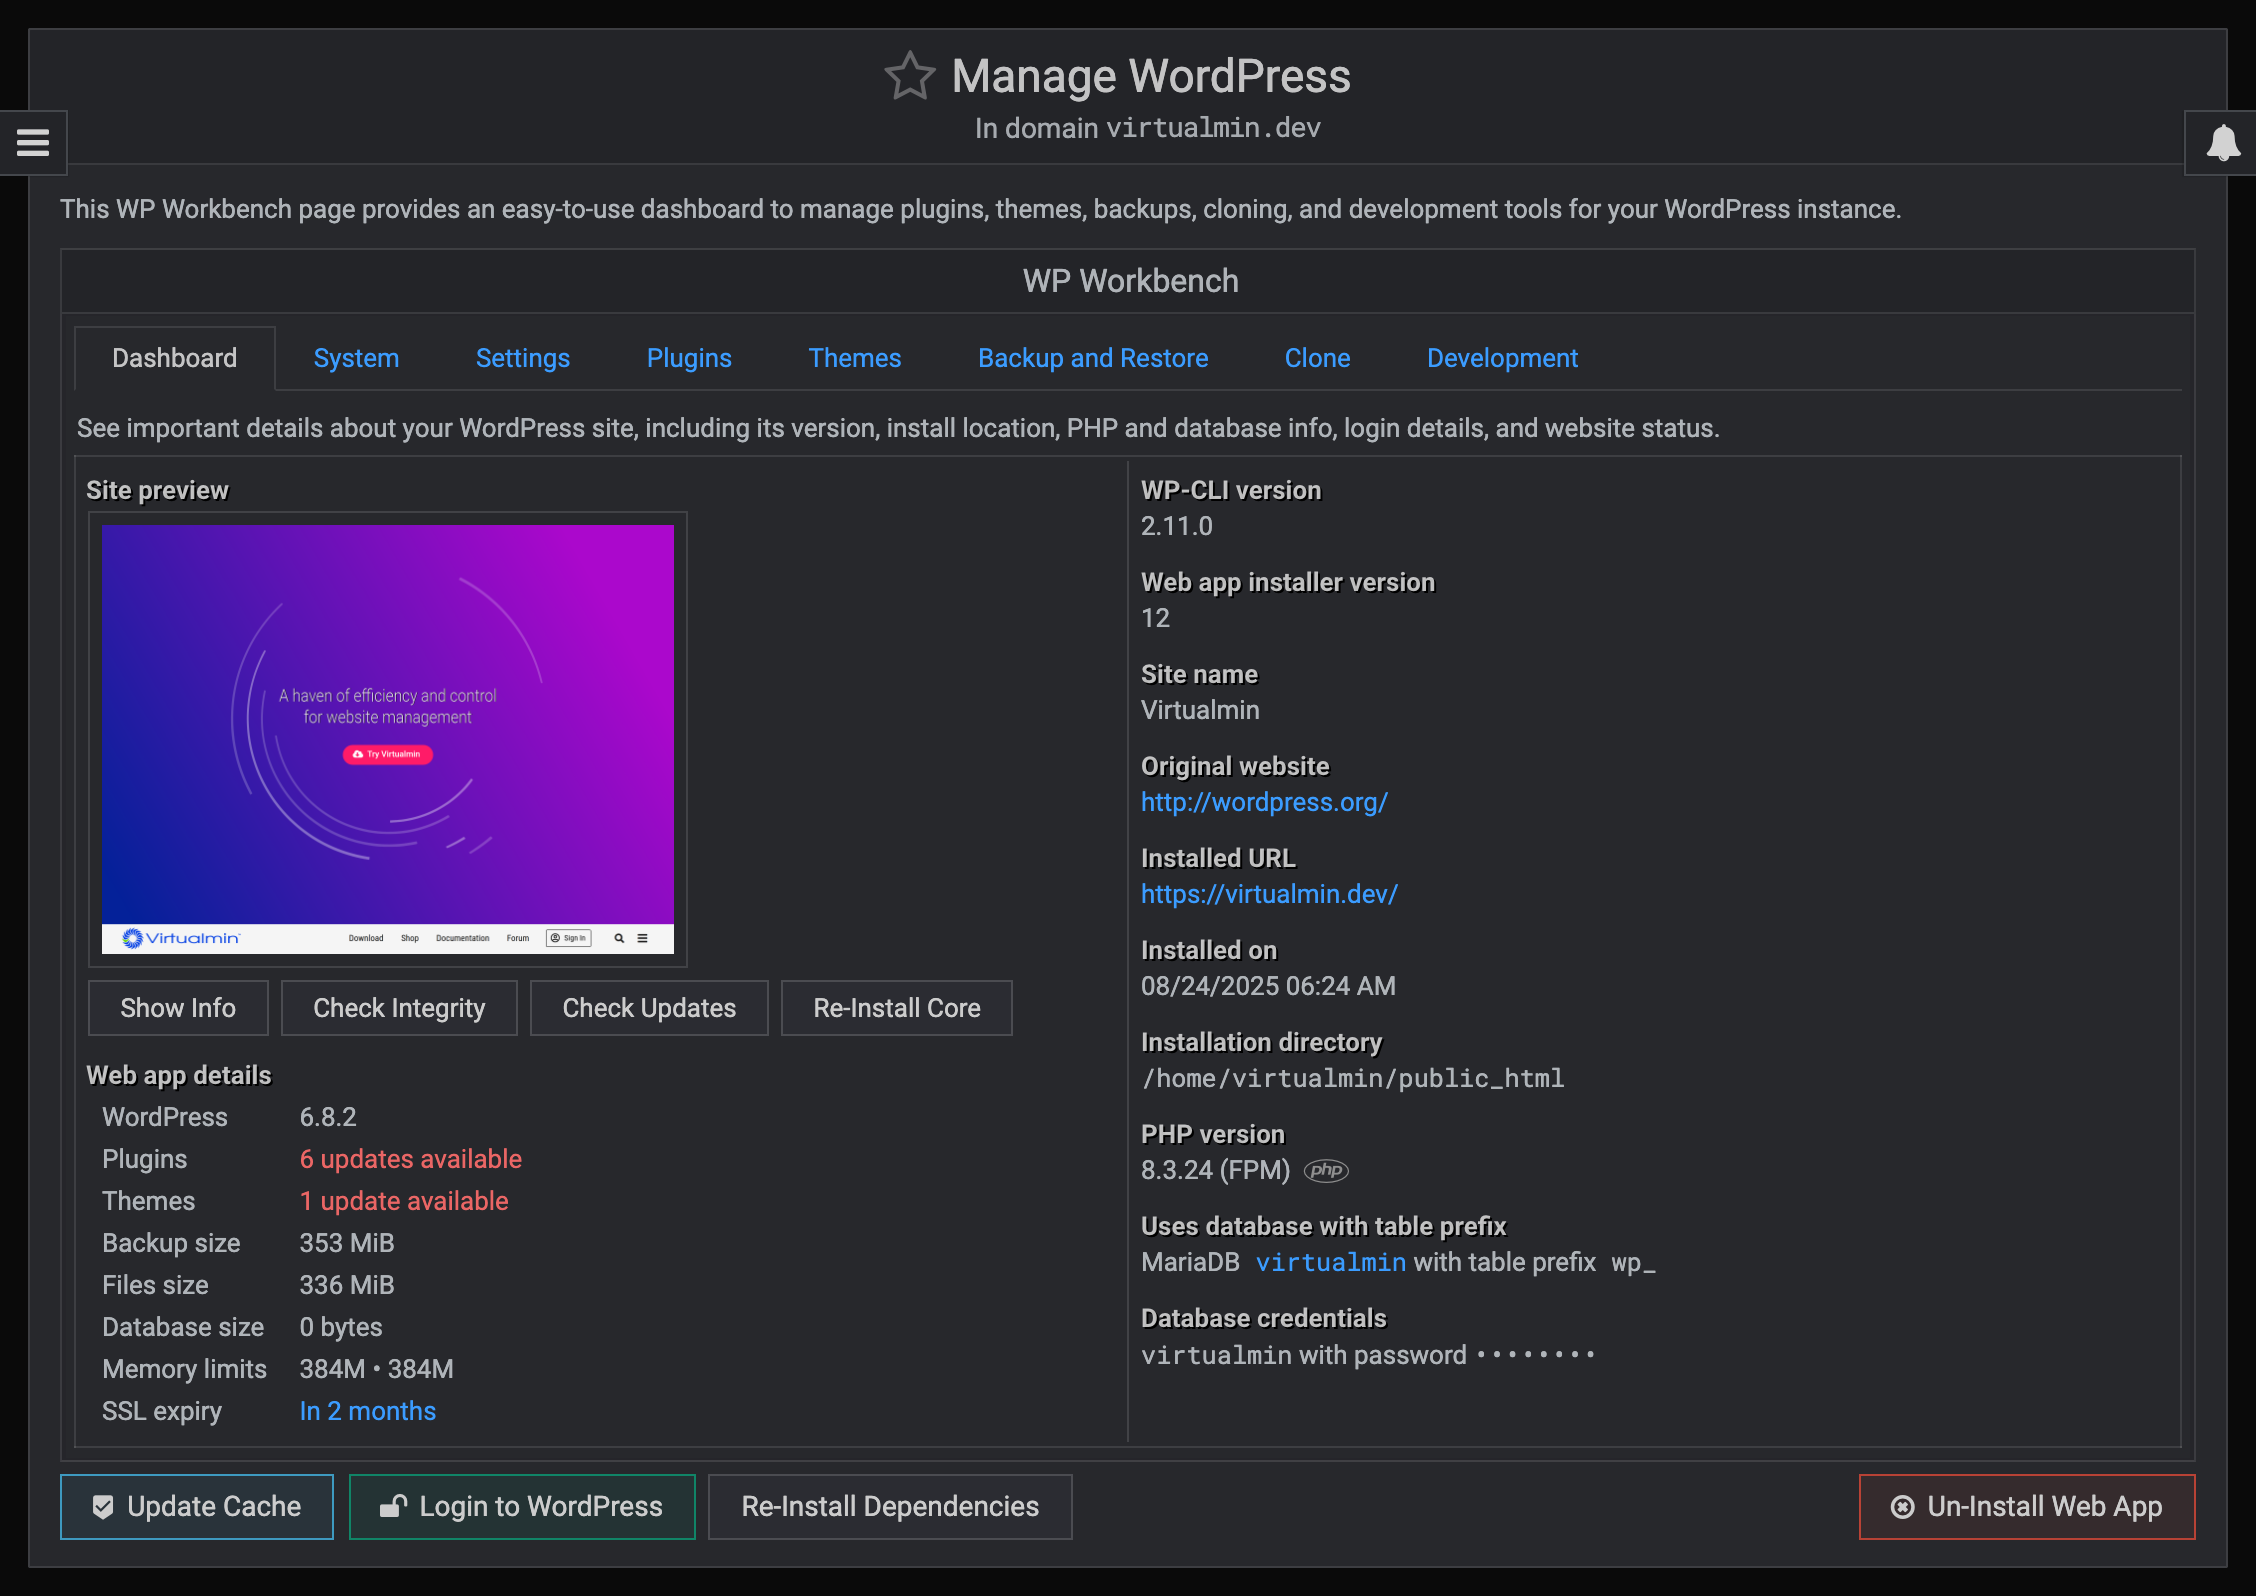 Manage WordPress
In domain virtualmin.dev
This WP Workbench page provides an easy-to-use dashboard to manage plugins, themes, backups, cloning, and development tools for your WordPress instance.
WP Workbench
Dashboard System Settings Plugins Themes Backup and Restore Clone Development
See important details about your WordPress site, including its version, install location, PHP and database info, login details, and website status.
Site preview
A haven of efficiency and control
for website management
Try Virtualmin
Virtualmin Download Shop Documentation Forum Sign In
Show Info Check Integrity Check Updates Re-Install Core
Web app details
WordPress 6.8.2
Plugins 6 updates available
Themes 1 update available
Backup size 353 MiB
Files size 336 MiB
Database size 0 bytes
Memory limits 384M • 384M
SSL expiry In 2 months
WP-CLI version
2.11.0
Web app installer version
12
Site name
Virtualmin
Original website
http://wordpress.org/
Installed URL
https://virtualmin.dev/
Installed on
08/24/2025 06:24 AM
Installation directory
/home/virtualmin/public_html
PHP version
8.3.24 (FPM) php
Uses database with table prefix
MariaDB virtualmin with table prefix wp_
Database credentials
virtualmin with password ••••••••
Update Cache Login to WordPress Re-Install Dependencies Un-Install Web App